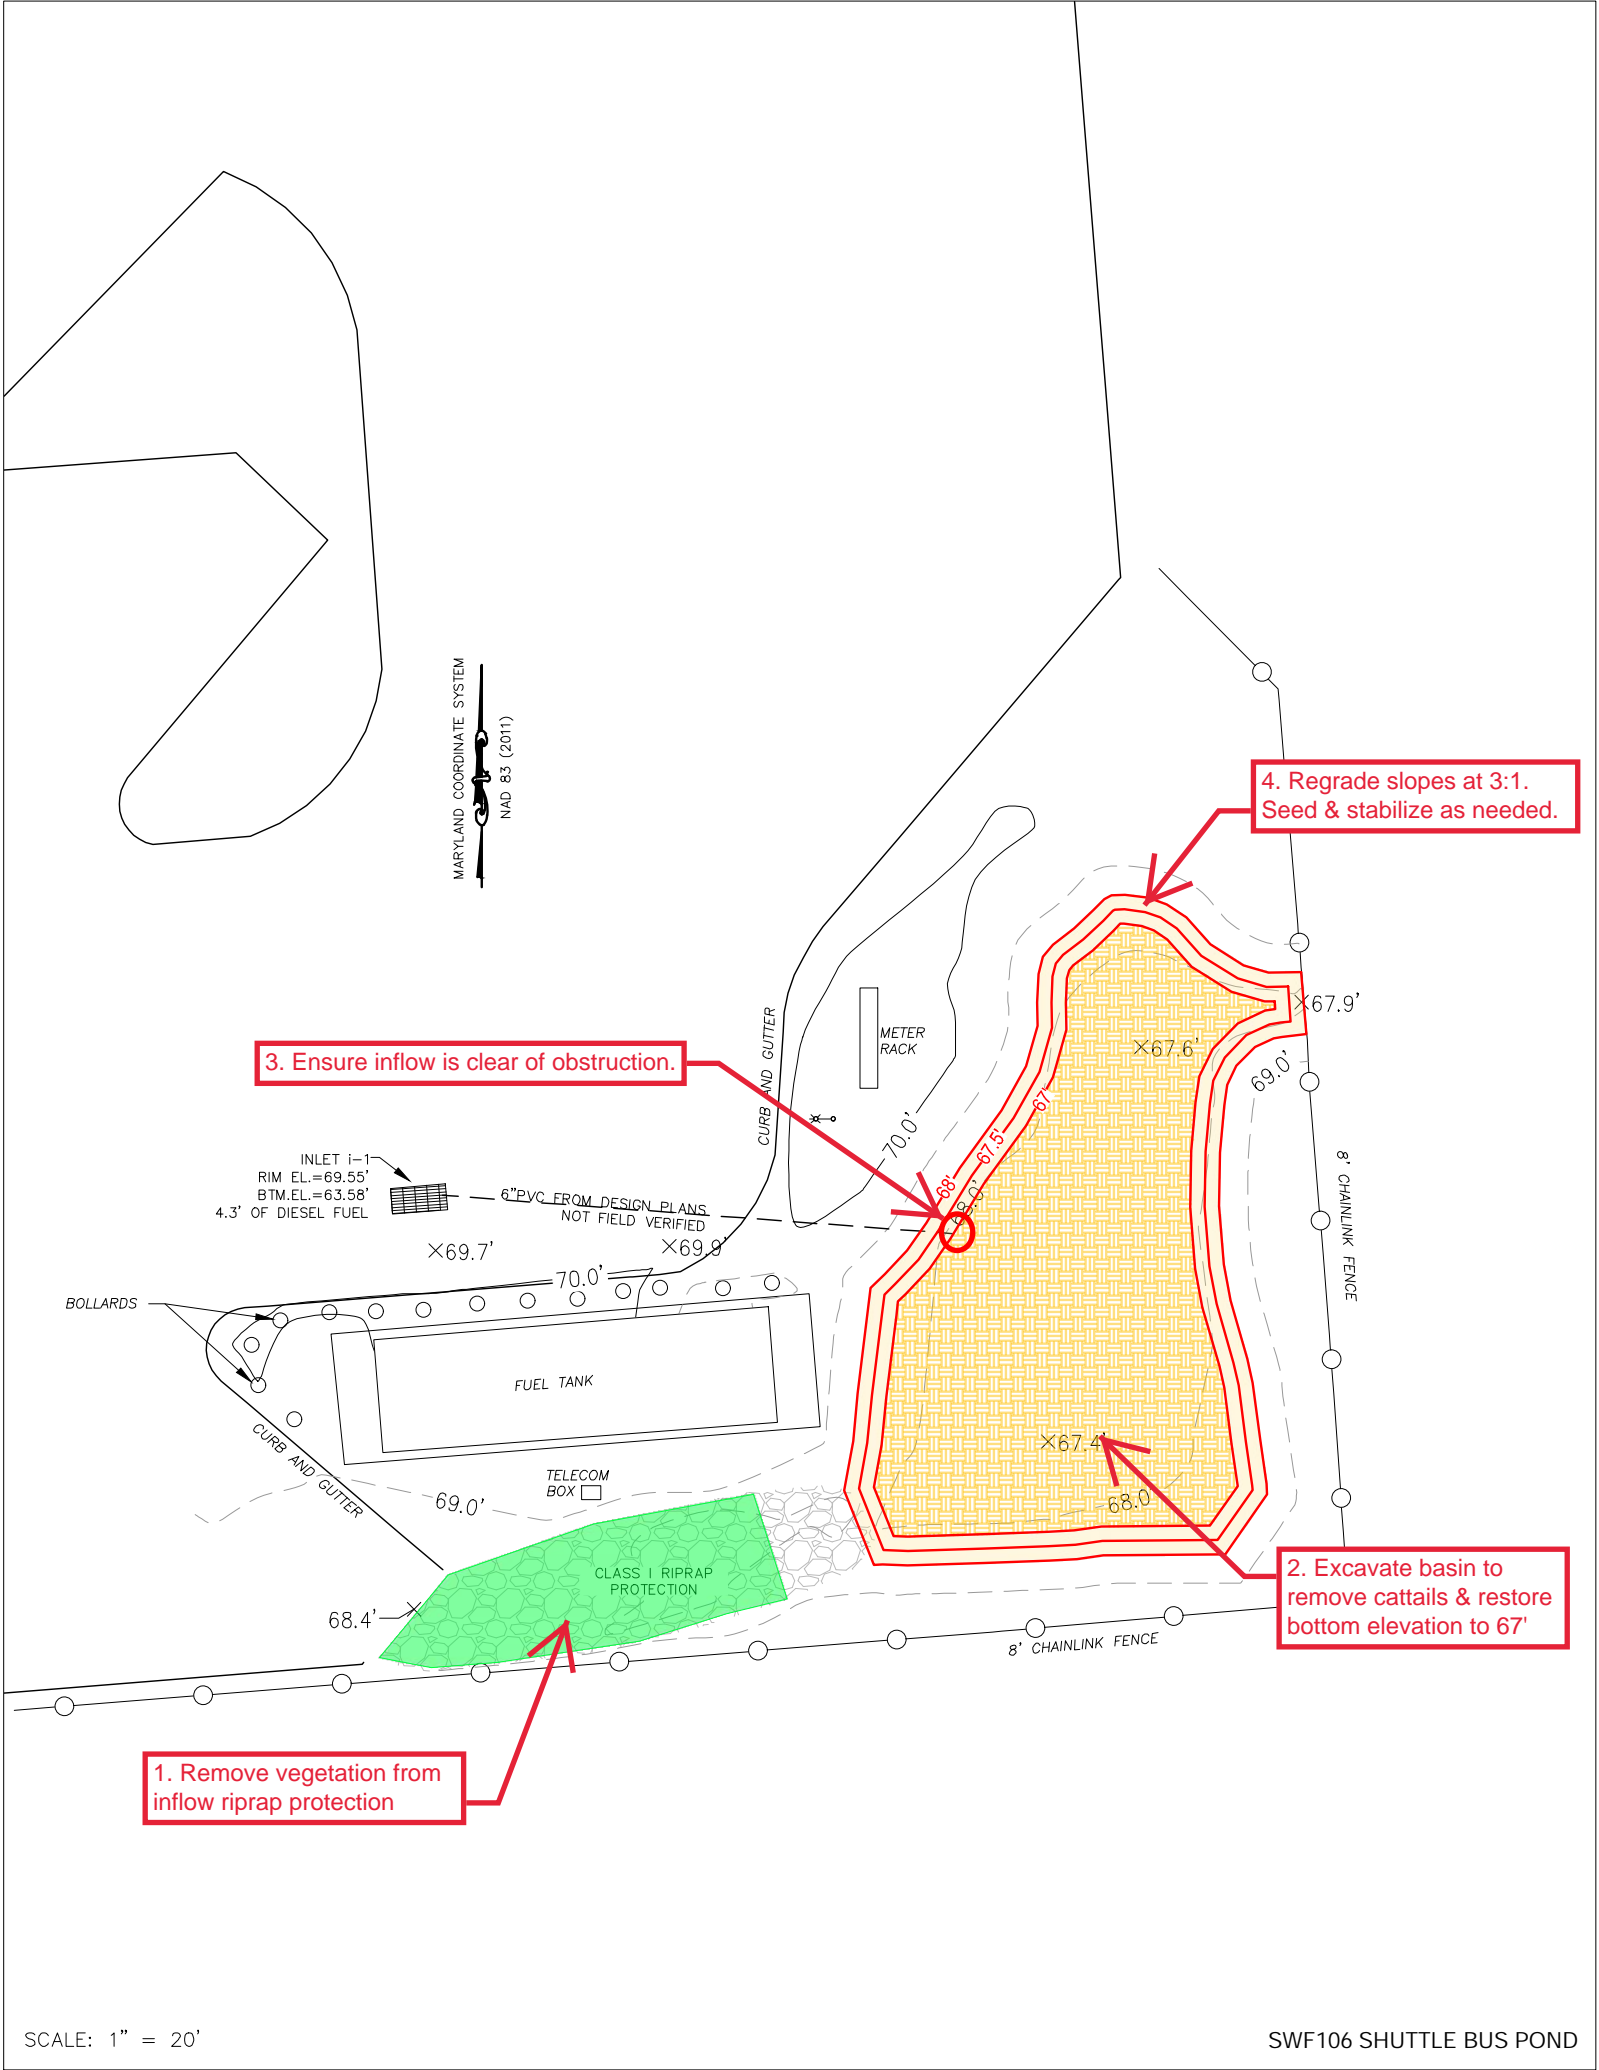 MARYLAND COORDINATE SYSTEM
NAD 83 (2011)
4. Regrade slopes at 3:1.
Seed & stabilize as needed.
67.9'
METER
RACK
67.6'
3. Ensure inflow is clear of obstruction.
CURB AND GUTTER
69.0'
67'
70.0'
67.5'
INLET i-1
RIM EL.=69.55'
BTM.EL.=63.58'
4.3' OF DIESEL FUEL
6"PVC FROM DESIGN PLANS
NOT FIELD VERIFIED
68'
68.0'
8' CHAINLINK FENCE
69.7'
69.9'
70.0'
BOLLARDS
FUEL TANK
67.4'
CURB AND GUTTER
TELECOM
BOX
69.0'
68.0
CLASS I RIPRAP
PROTECTION
2. Excavate basin to
remove cattails & restore
bottom elevation to 67'
68.4'
8' CHAINLINK FENCE
1. Remove vegetation from
inflow riprap protection
SCALE: 1" = 20'
SWF106 SHUTTLE BUS POND